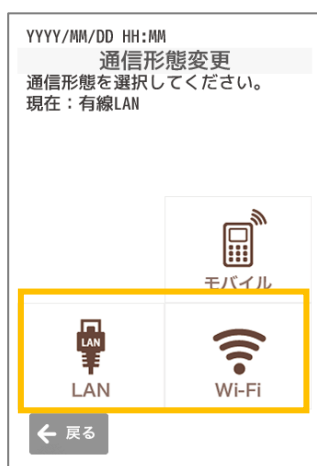 YYYY/MM/DD HH:MM
通信形態変更
通信形態を選択してください。
現在：有線LAN
モバイル
LAN
LAN
Wi-Fi
戻る